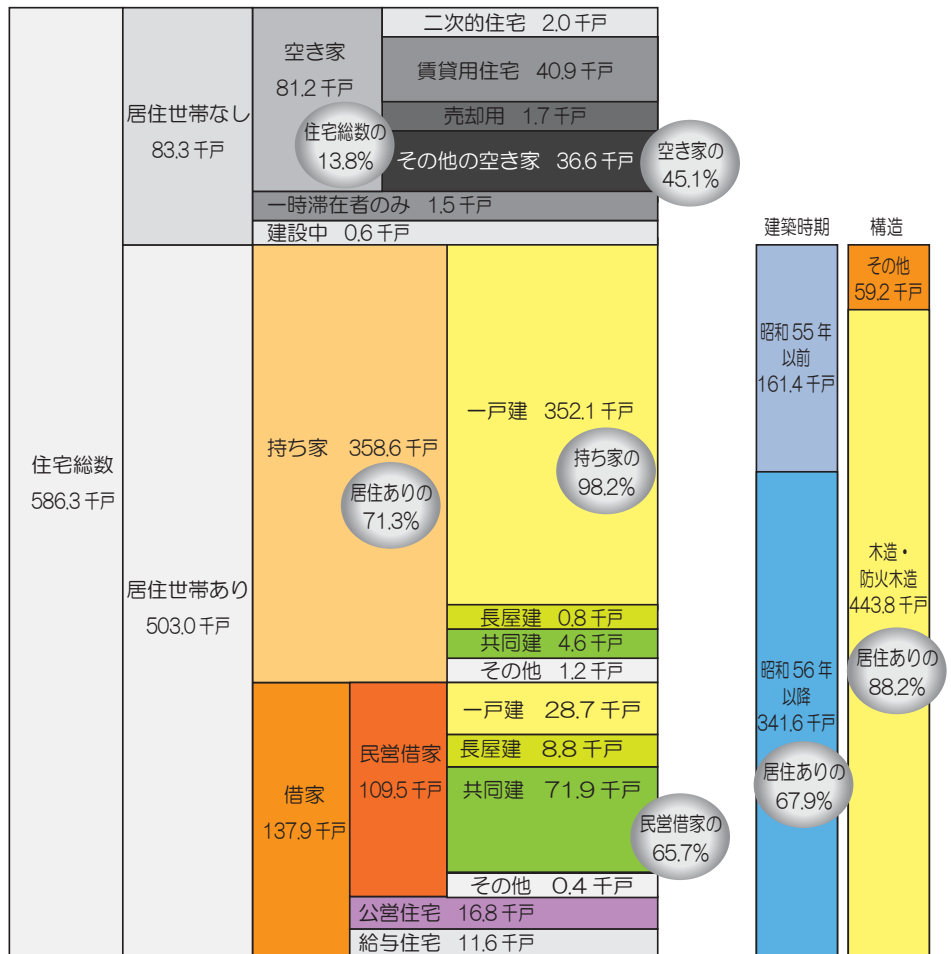 住宅総数
586.3千戸
居住世帯なし
83.3千戸
空き家
81.2千戸
住宅総数の
13.8%
二次的住宅 2.0千戸
賃貸用住宅 40.9千戸
売却用 1.7千戸
その他の空き家 36.6千戸
空き家の
45.1%
一時滞在者のみ 1.5千戸
建設中 0.6千戸
居住世帯あり
503.0千戸
持ち家 358.6千戸
居住ありの
71.3%
一戸建 352.1千戸
持ち家の
98.2%
長屋建 0.8千戸
共同建 4.6千戸
その他 1.2千戸
借家
137.9千戸
民営借家
109.5千戸
一戸建 28.7千戸
長屋建 8.8千戸
共同建 71.9千戸
民営借家の
65.7%
その他 0.4千戸
公営住宅 16.8千戸
給与住宅 11.6千戸
建築時期
昭和55年
以前
161.4千戸
昭和56年
以降
341.6千戸
居住ありの
67.9%
構造
その他
59.2千戸
木造・
防火木造
443.8千戸
居住ありの
88.2%